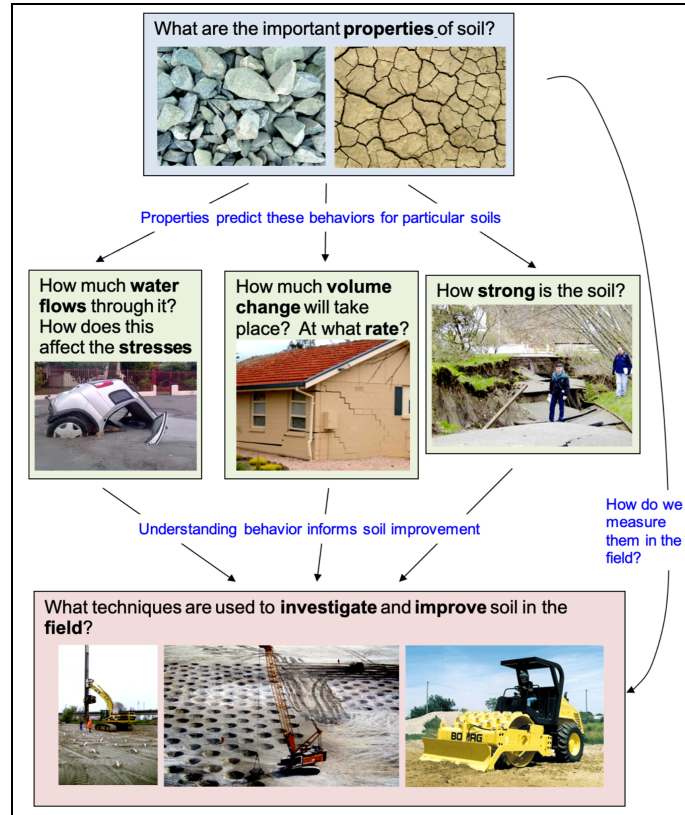 What are the important properties of soil?
Properties predict these behaviors for particular soils
How much water
flows through it?
How does this
affect the stresses
How much volume
change will take
place? At what rate?
How strong is the soil?
Understanding behavior informs soil improvement
How do we
measure
them in the
field?
What techniques are used to investigate and improve soil in the
field?
BOMAG